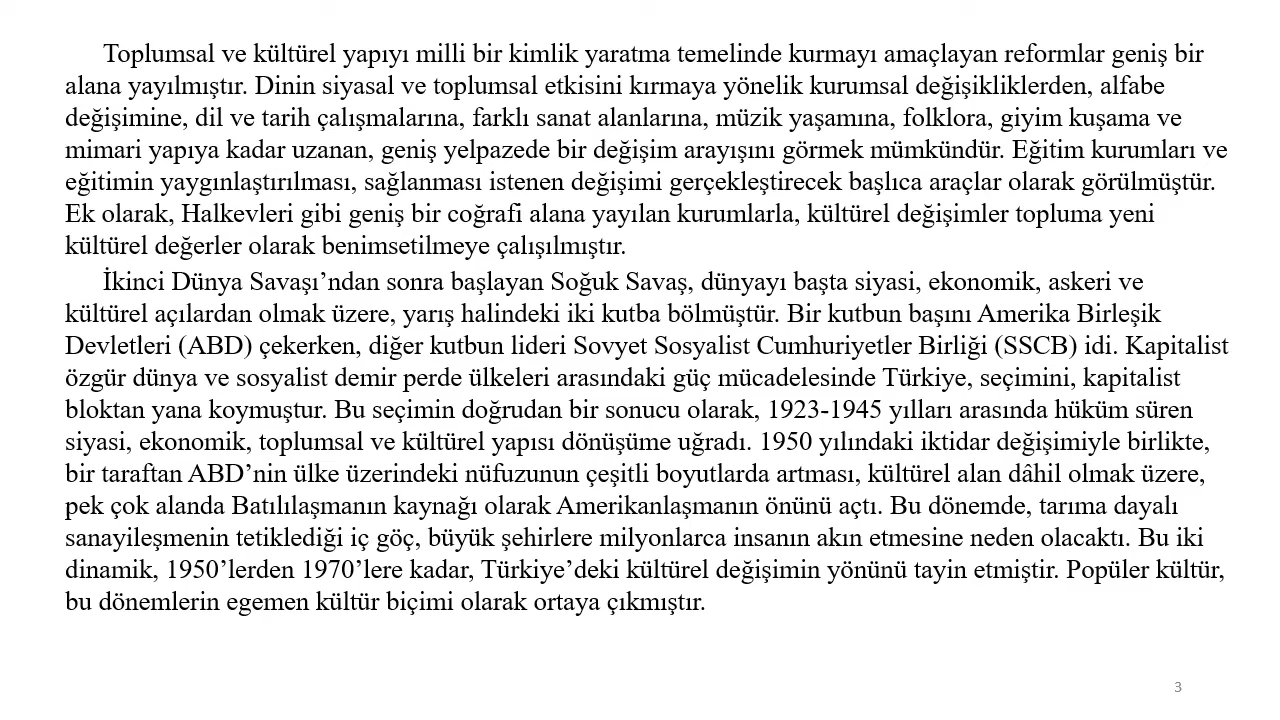 Toplumsal ve kültürel yapıyı milli bir kimlik yaratma temelinde kurmayı amaçlayan reformlar geniş bir
alana yayılmıştır. Dinin siyasal ve toplumsal etkisini kırmaya yönelik kurumsal değişikliklerden, alfabe
değişimine, dil ve tarih çalışmalarına, farklı sanat alanlarına, müzik yaşamına, folklora, giyim kuşama ve
mimari yapıya kadar uzanan, geniş yelpazede bir değişim arayışını görmek mümkündür. Eğitim kurumları ve
eğitimin yaygınlaştırılması, sağlanması istenen değişimi gerçekleştirecek başlıca araçlar olarak görülmüştür.
Ek olarak, Halkevleri gibi geniş bir coğrafi alana yayılan kurumlarla, kültürel değişimler topluma yeni
kültürel değerler olarak benimsetilmeye çalışılmıştır.
İkinci Dünya Savaşı’ndan sonra başlayan Soğuk Savaş, dünyayı başta siyasi, ekonomik, askeri ve
kültürel açılardan olmak üzere, yarış halindeki iki kutba bölmüştür. Bir kutbun başını Amerika Birleşik
Devletleri (ABD) çekerken, diğer kutbun lideri Sovyet Sosyalist Cumhuriyetler Birliği (SSCB) idi. Kapitalist
özgür dünya ve sosyalist demir perde ülkeleri arasındaki güç mücadelesinde Türkiye, seçimini, kapitalist
bloktan yana koymuştur. Bu seçimin doğrudan bir sonucu olarak, 1923-1945 yılları arasında hüküm süren
siyasi, ekonomik, toplumsal ve kültürel yapısı dönüşüme uğradı. 1950 yılındaki iktidar değişimiyle birlikte,
bir taraftan ABD’nin ülke üzerindeki nüfuzunun çeşitli boyutlarda artması, kültürel alan dâhil olmak üzere,
pek çok alanda Batılılaşmanın kaynağı olarak Amerikanlaşmanın önünü açtı. Bu dönemde, tarıma dayalı
sanayileşmenin tetiklediği iç göç, büyük şehirlere milyonlarca insanın akın etmesine neden olacaktı. Bu iki
dinamik, 1950’lerden 1970’lere kadar, Türkiye’deki kültürel değişimin yönünü tayin etmiştir. Popüler kültür,
bu dönemlerin egemen kültür biçimi olarak ortaya çıkmıştır.
3